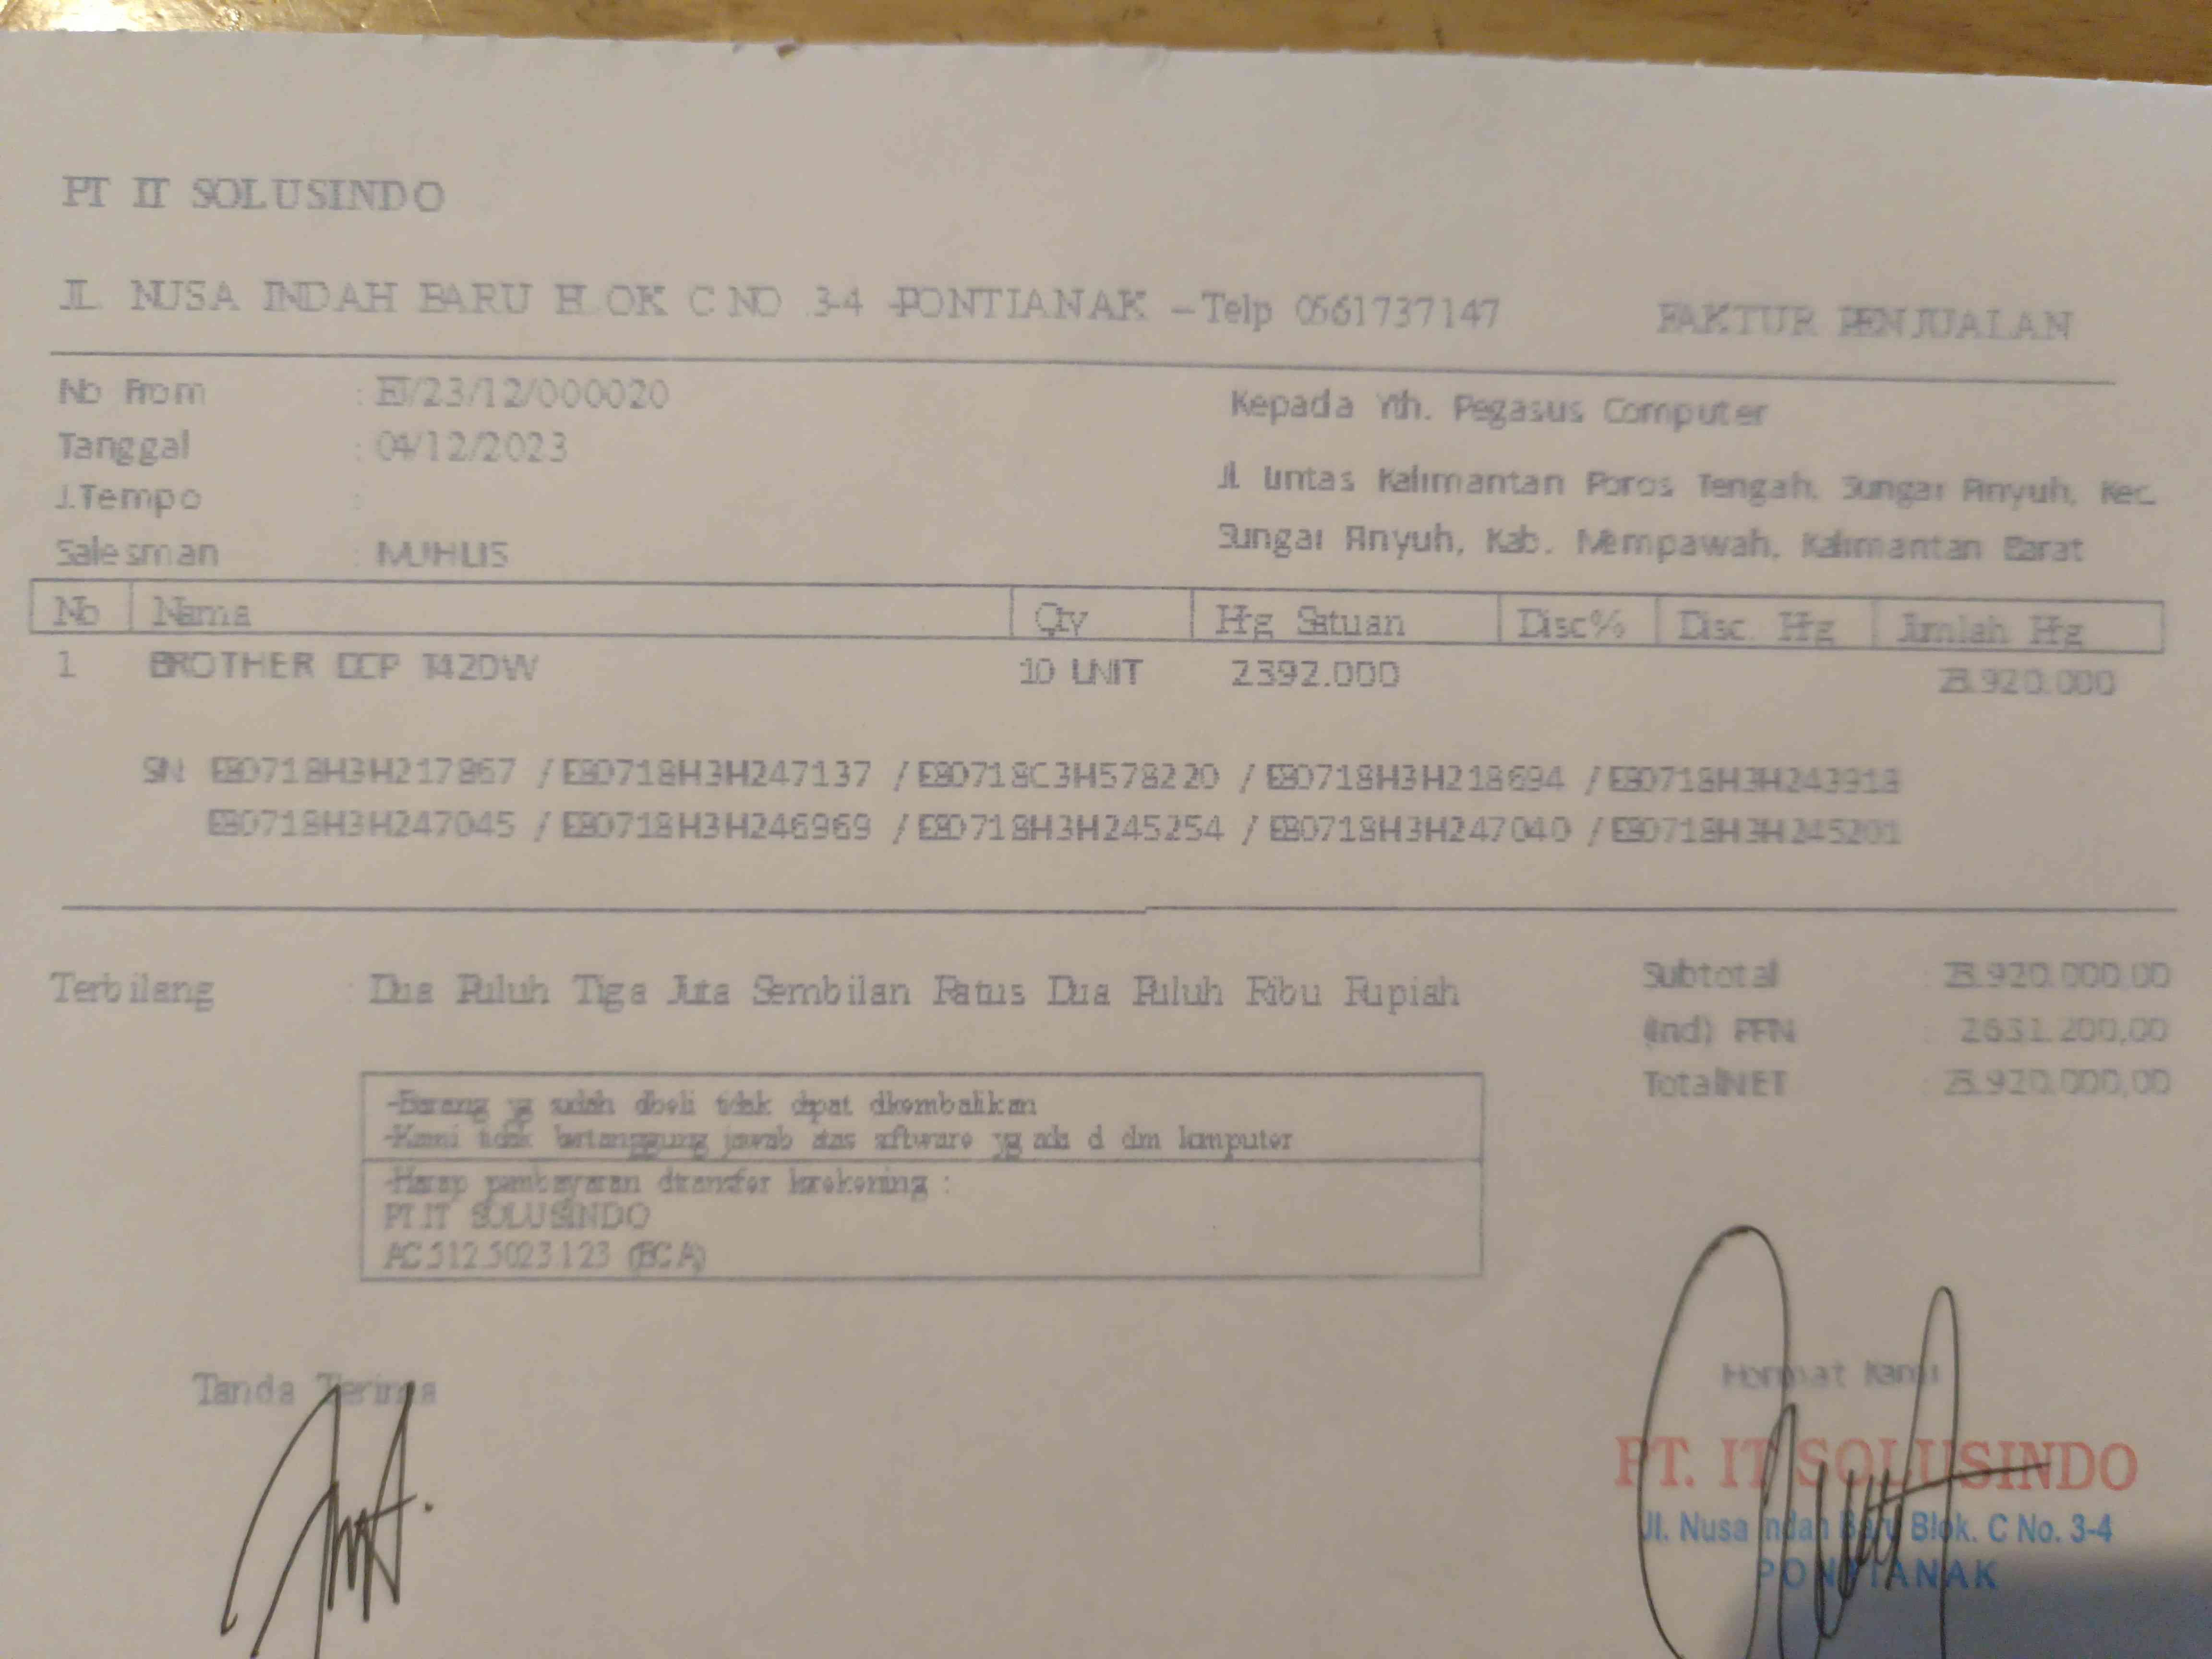 PT IT SOLUSINDO
JL. NUSA INDAH BARU BLOK C NO 3-4 -PONTIANAK – Telp 0561737147
FAKTUR PENJUALAN
No From : FJ/23/12/000020
Tanggal : 04/12/2023
J.Tempo :
Salesman : MUHLIS
Kepada Yth. Pegasus Computer
Jl. Lintas Kalimantan Poros Tengah, Sungai Pinyuh, Kec.
Sungai Pinyuh, Kab. Mempawah, Kalimantan Barat
No Nama Qty Hrg Satuan Disc% Disc. Hrg Jumlah Hrg
1 BROTHER DCP T420W 10 UNIT 2.392.000 23.920.000
SN: E80718H3H217867 / E80718H3H247137 / E80718C3H578220 / E80718H3H218694 / E80718H3H243918
E80718H3H247045 / E80718H3H246969 / E80718H3H245254 / E80718H3H247040 / E80718H3H245201
Terbilang : Dua Puluh Tiga Juta Sembilan Ratus Dua Puluh Ribu Rupiah
Subtotal : 23.920.000,00
(ind) PPN : 2.631.200,00
TotalNET : 23.920.000,00
-Barang yg sudah dibeli tidak dapat dikembalikan
-Kami tidak bertanggung jawab atas software yg ada di dlm komputer
-Harap pembayaran ditransfer kerekening :
PT.IT SOLUSINDO
AC.512.5023.123 (BCA)
Tanda Terima
Hormat Kami
PT. IT SOLUSINDO
Jl. Nusa Indah Baru Blok. C No. 3-4
PONTIANAK